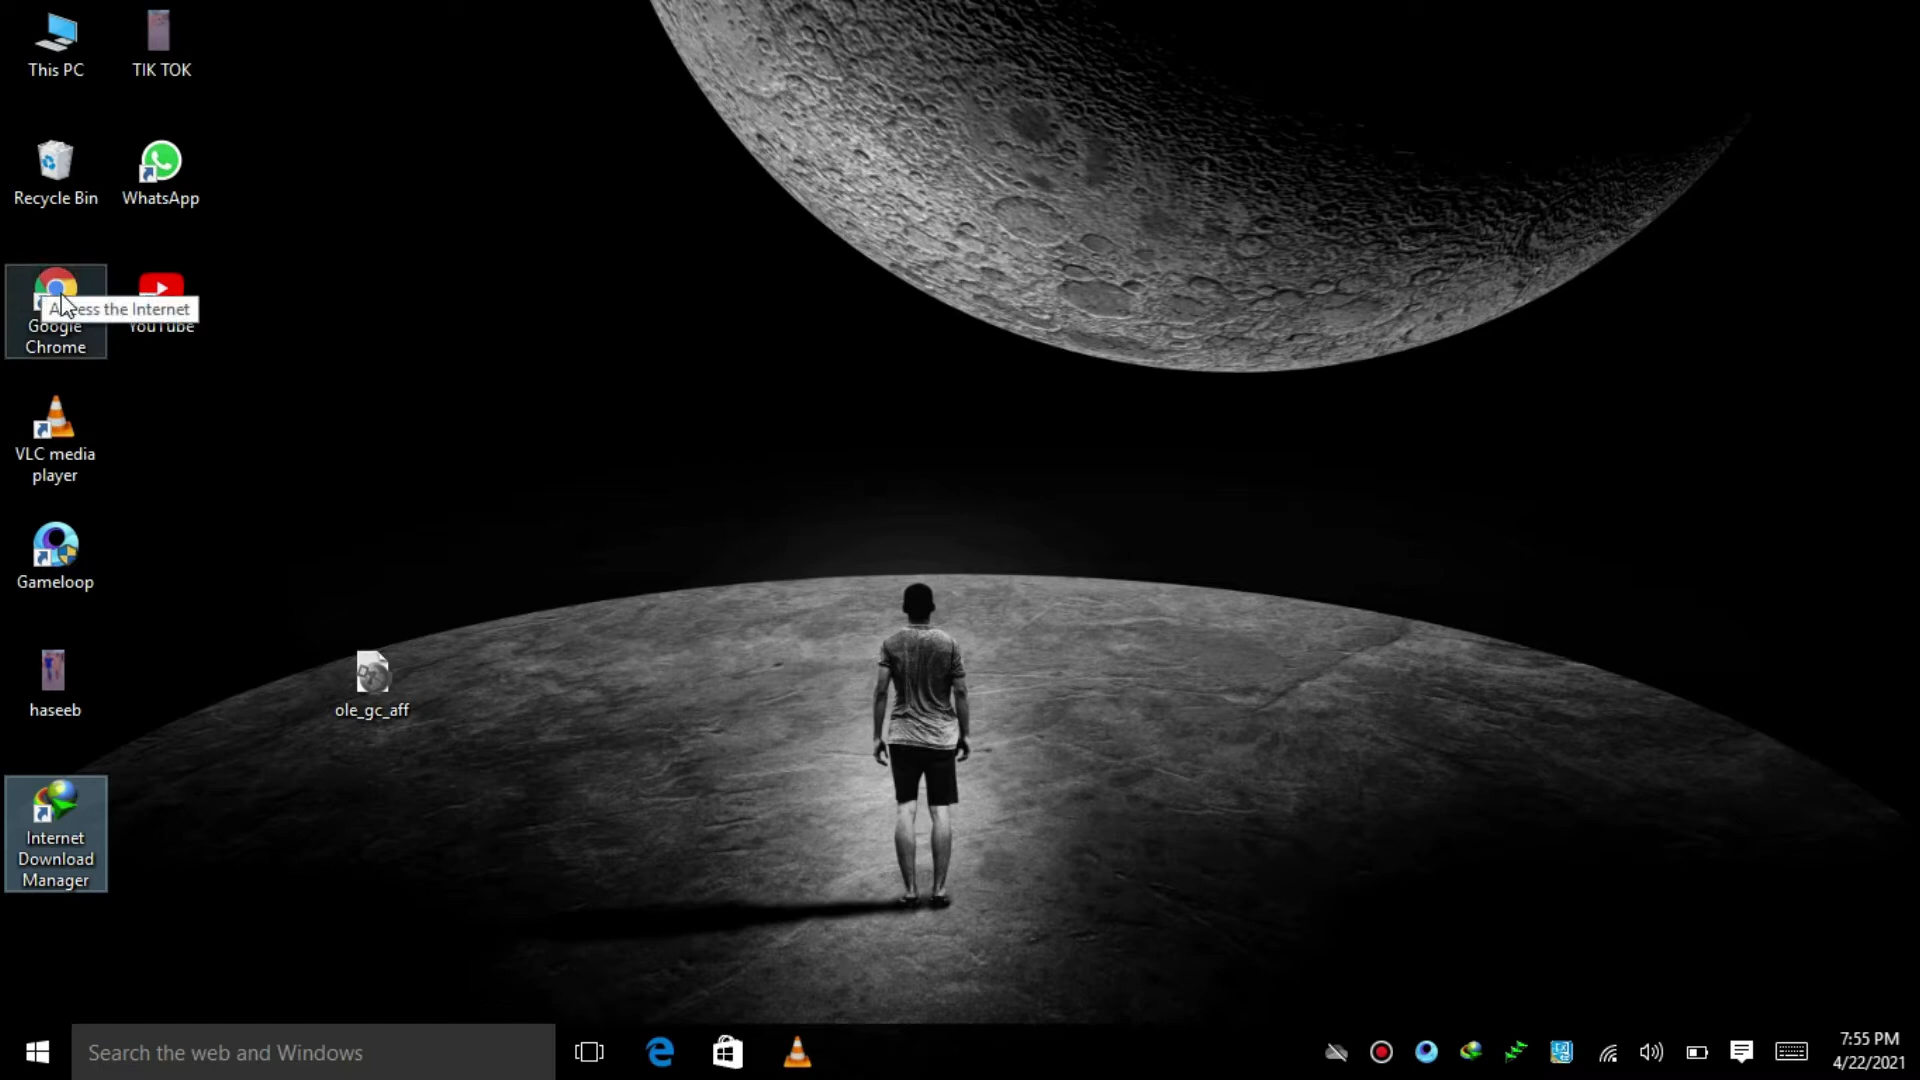 This PC
TIK TOK
Recycle Bin
WhatsApp
Access the Internet
Google
Chrome
YouTube
VLC media
player
Gameloop
haseeb
ole_gc_aff
Internet
Download
Manager
Search the web and Windows
7:55 PM
4/22/2021